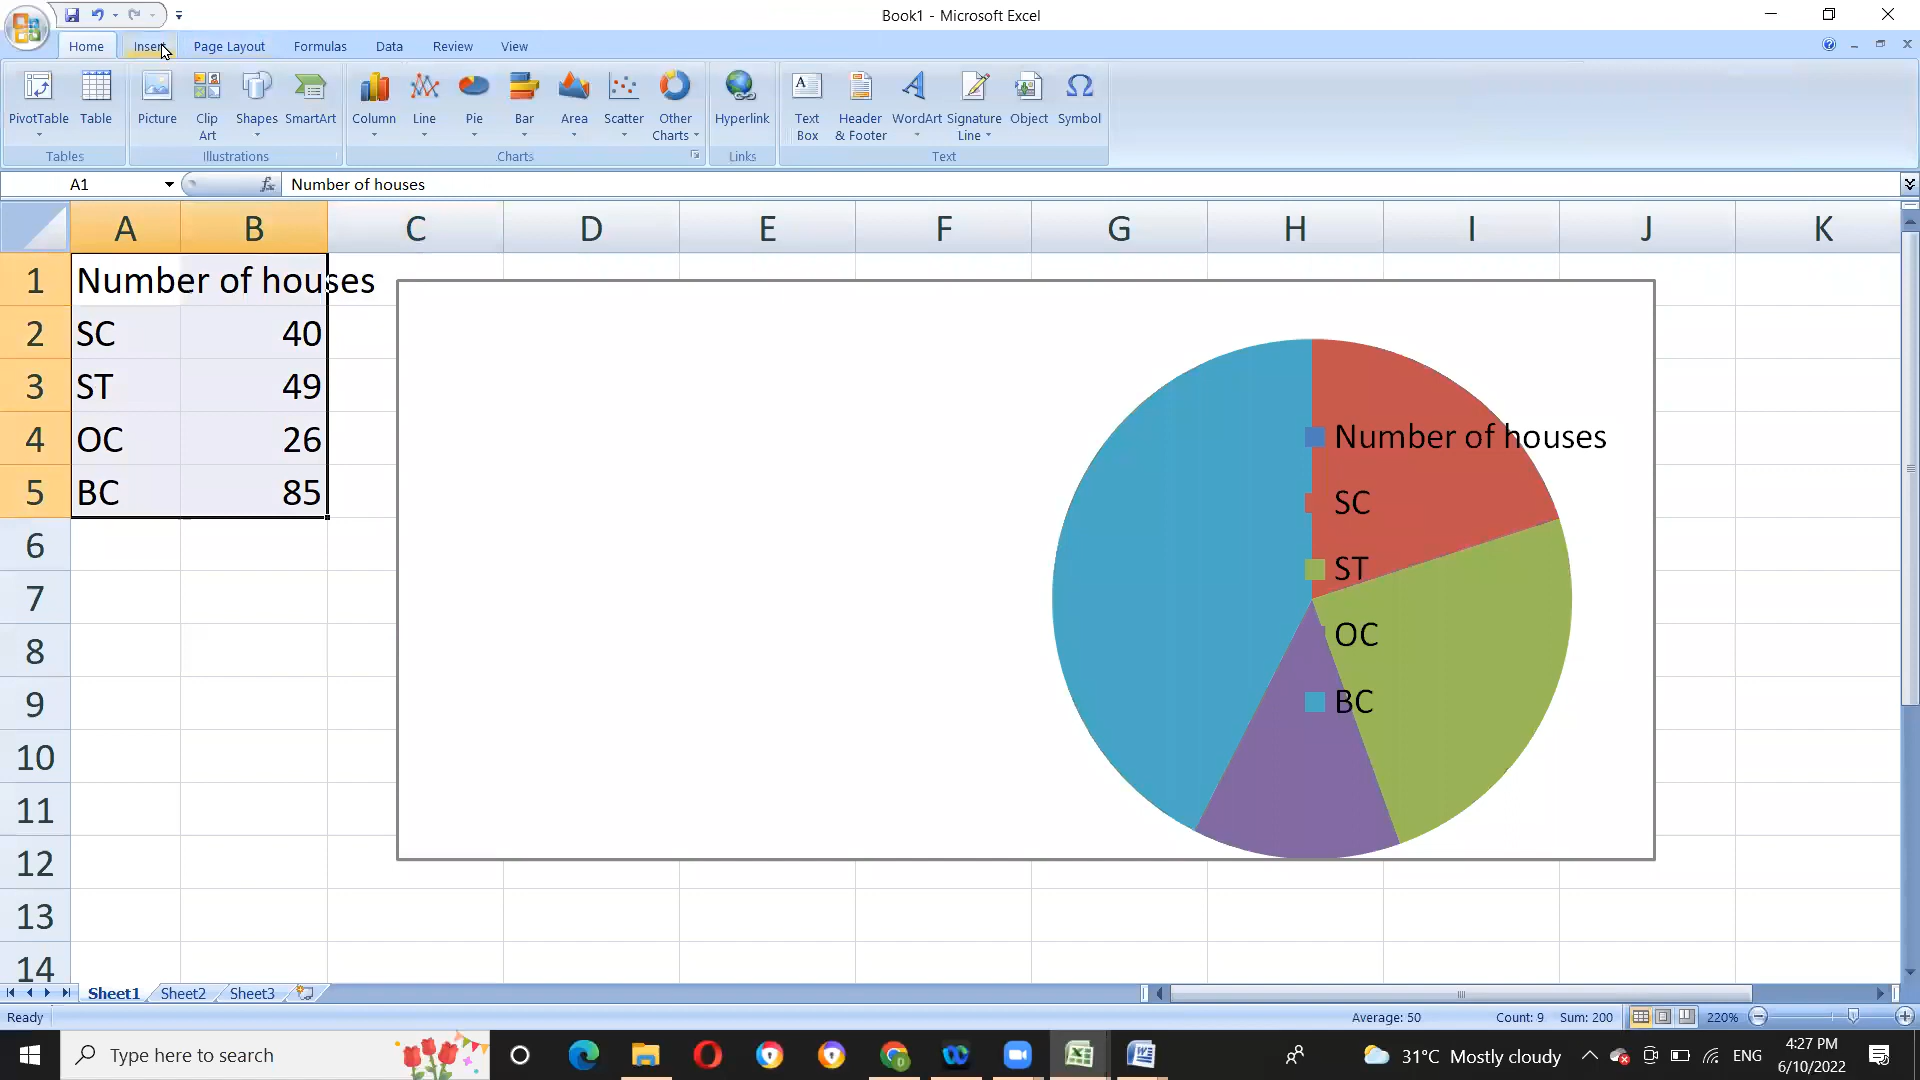 Book1 - Microsoft Excel
Home Insert Page Layout Formulas Data Review View
PivotTable Table Picture Clip Art Shapes SmartArt Column Line Pie Bar Area Scatter Other Charts Hyperlink Text Box Header & Footer WordArt Signature Line Object Symbol
Tables Illustrations Charts Links Text
A1 fx Number of houses
A B C D E F G H I J K
1 Number of houses
2 SC 40
3 ST 49
4 OC 26
5 BC 85
6
7
8
9
10
11
12
13
14
Number of houses
SC
ST
OC
BC
Sheet1 Sheet2 Sheet3
Ready Average: 50 Count: 9 Sum: 200 220%
Type here to search 31°C Mostly cloudy ENG 4:27 PM
6/10/2022